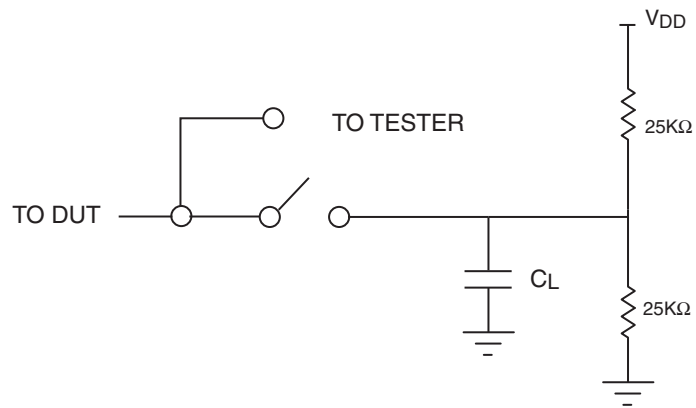 VDD
25KΩ
TO TESTER
TO DUT
CL
25KΩ